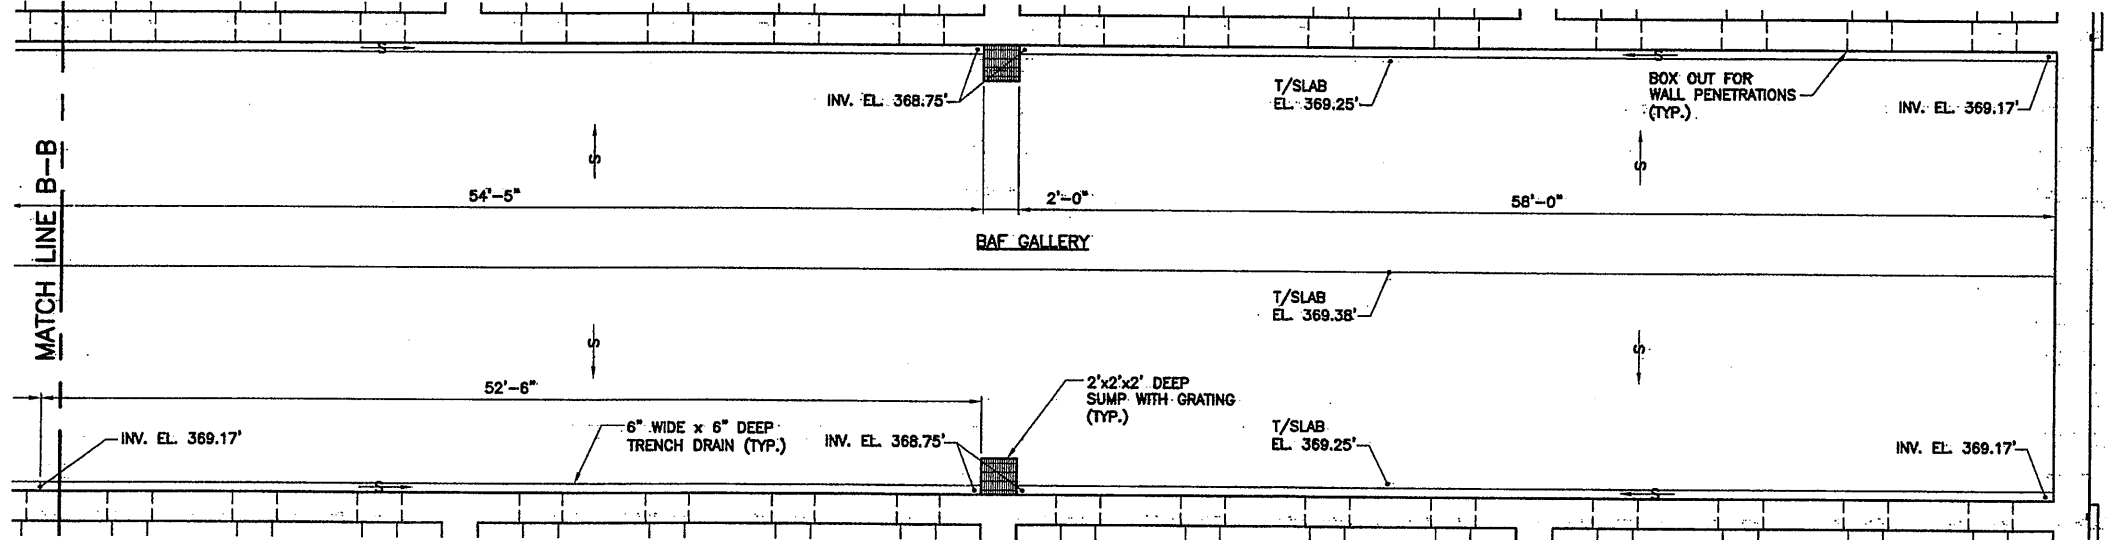 S
S
INV. EL. 368.75'
T/SLAB
EL. 369.25'
BOX OUT FOR
WALL PENETRATIONS
(TYP.)
INV. EL. 369.17'
MATCH LINE B-B
S
S
54'-5"
2'-0"
58'-0"
BAF GALLERY
T/SLAB
EL. 369.38'
S
S
52'-6"
2'x2'x2' DEEP
SUMP WITH GRATING
(TYP.)
INV. EL. 369.17'
6" WIDE x 6" DEEP
TRENCH DRAIN (TYP.)
INV. EL. 368.75'
T/SLAB
EL. 369.25'
INV. EL. 369.17'
S
S